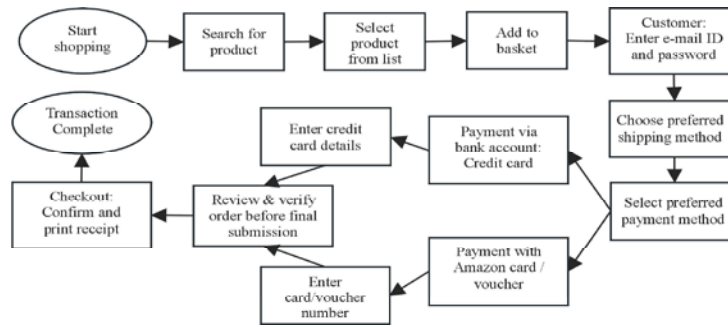 Start
shopping
Search for
product
Select
product
from list
Add to
basket
Customer:
Enter e-mail ID
and password
Choose preferred
shipping method
Select preferred
payment method
Payment via
bank account:
Credit card
Enter credit
card details
Payment with
Amazon card /
voucher
Enter
card/voucher
number
Review & verify
order before final
submission
Checkout:
Confirm and
print receipt
Transaction
Complete